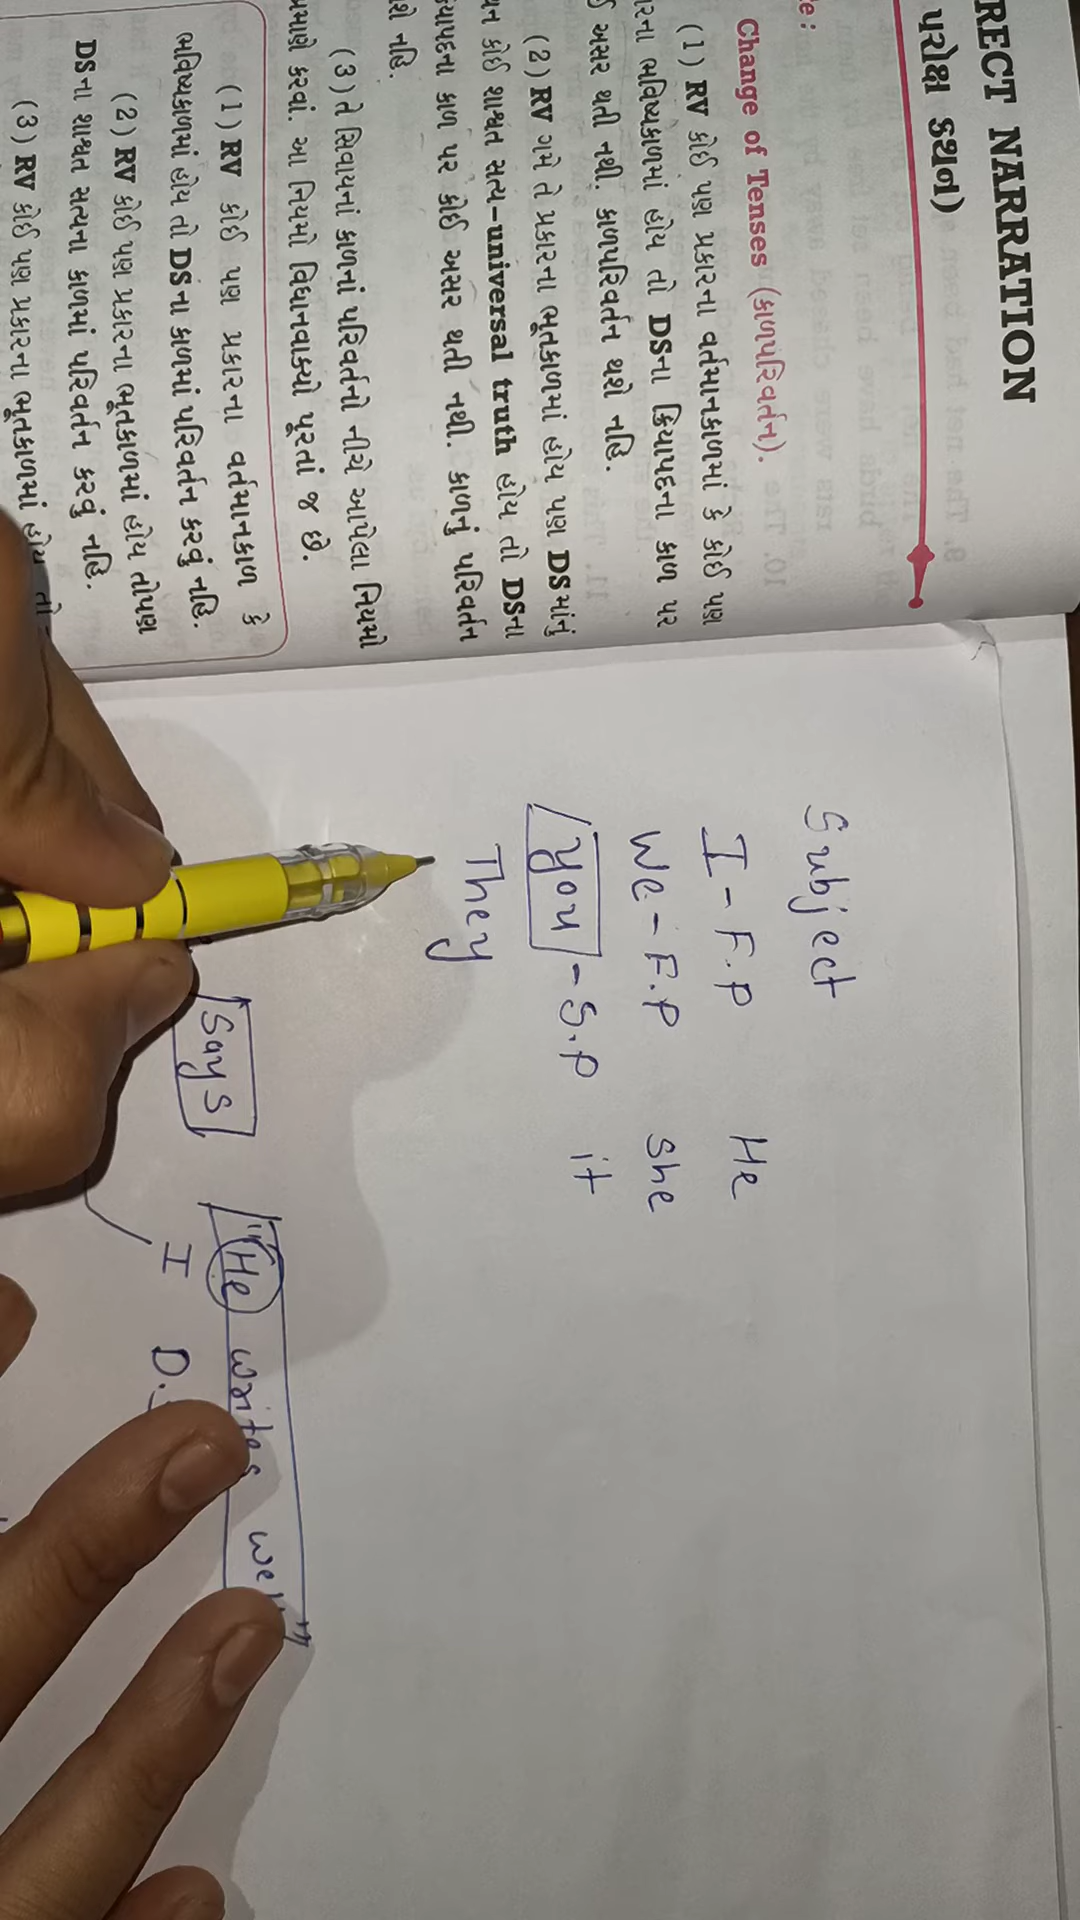 RECT NARRATION
પરોક્ષ કથન)
Change of Tenses (કાળપરિવર્તન).
(1) RV કોઈ પણ પ્રકારના વર્તમાનકાળમાં કે કોઈ પણ
ભવિષ્યકાળમાં હોય તો DSના ક્રિયાપદના કાળ પર
અસર થતી નથી. કાળપરિવર્તન થશે નહિ.
(2) RV ગમે તે પ્રકારના ભૂતકાળમાં હોય પણ DSમાંનું
કોઈ શાશ્વત સત્ય-universal truth હોય તો DSના
કાળ પર કોઈ અસર થતી નથી. કાળનું પરિવર્તન
નહિ.
(3) તે સિવાયનાં કાળનાં પરિવર્તનો નીચે આપેલા નિયમો
કરવાં. આ નિયમો વિધાનવાક્યો પૂરતાં જ છે.
(1) RV કોઈ પણ પ્રકારના વર્તમાનકાળ કે
ભવિષ્યકાળમાં હોય તો DSના કાળમાં પરિવર્તન કરવું નહિ.
(2) RV કોઈ પણ પ્રકારના ભૂતકાળમાં હોય તોપણ
DSના શાશ્વત સત્યના કાળમાં પરિવર્તન કરવું નહિ.
(3) RV કોઈ પણ પ્રકારના ભૂતકાળમાં હોય તો
Subject
I - F.P He
We - F.P She
you - S.P it
They
Says "He writes well"
I D.